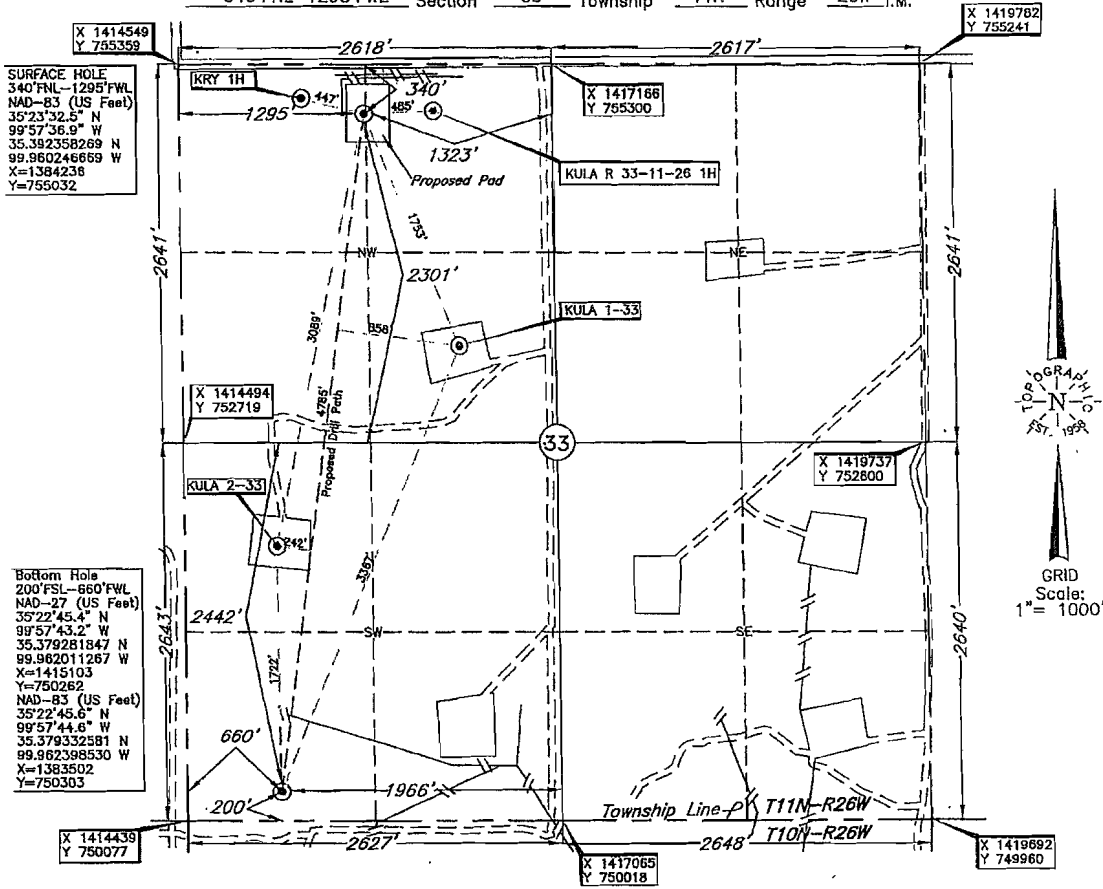 Section
Township
Range
I.M.
X 1414549
Y 755359
2618'
2617'
X 1419782
Y 755241
SURFACE HOLE
340'FNL-1295'FWL
NAD-83 (US Feet)
35°23'32.5" N
99°57'36.9" W
35.392358269 N
99.960246669 W
X=1384236
Y=755032
KRY 1H
447'
340'
485'
1295
X 1417166
Y 755300
1323'
KULA R 33-11-26 1H
Proposed Pad
1753'
2641'
NW
NE
2641'
2301'
KULA 1-33
3089'
858'
X 1414494
Y 752719
4785'
Proposed Drill Path
33
X 1419737
Y 752600
KULA 2-33
242'
3367'
TOPOGRAPHIC
N
EST. 1958
GRID
Scale:
1"= 1000'
Bottom Hole
200'FSL-660'FWL
NAD-27 (US Feet)
35°22'45.4" N
99°57'43.2" W
35.379281847 N
99.962011267 W
X=1415103
Y=750262
NAD-83 (US Feet)
35°22'45.6" N
99°57'44.6" W
35.379332581 N
99.962398530 W
X=1383502
Y=750303
2643'
2442'
SW
SE
2640'
1722'
660'
1966'
200'
Township Line
T11N-R26W
T10N-R26W
X 1414439
Y 750077
2627'
2648
X 1417065
Y 750018
X 1419692
Y 749960